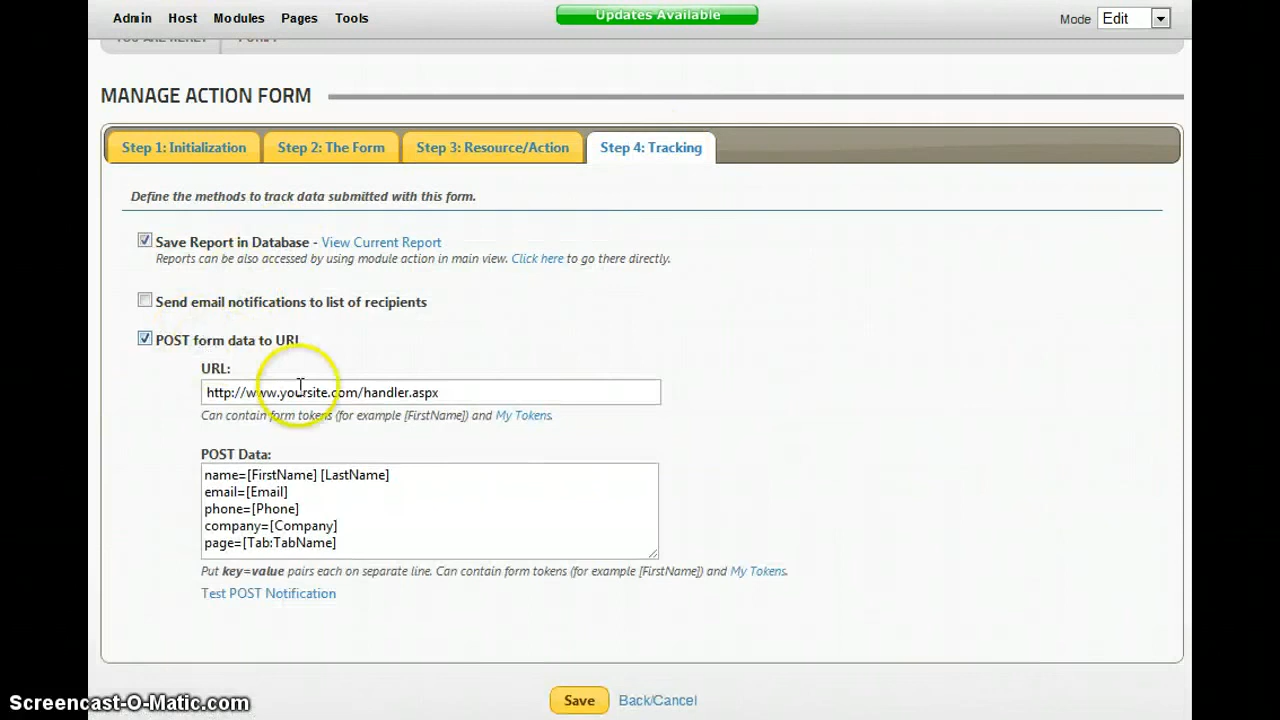 Admin Host Modules Pages Tools Updates Available Mode Edit
MANAGE ACTION FORM
Step 1: Initialization Step 2: The Form Step 3: Resource/Action Step 4: Tracking
Define the methods to track data submitted with this form.
Save Report in Database - View Current Report
Reports can be also accessed by using module action in main view. Click here to go there directly.
Send email notifications to list of recipients
POST form data to URL
URL:
http://www.yoursite.com/handler.aspx
Can contain form tokens (for example [FirstName]) and My Tokens.
POST Data:
name=[FirstName] [LastName]
email=[Email]
phone=[Phone]
company=[Company]
page=[Tab:TabName]
Put key=value pairs each on separate line. Can contain form tokens (for example [FirstName]) and My Tokens.
Test POST Notification
Save Back/Cancel
Screencast-O-Matic.com